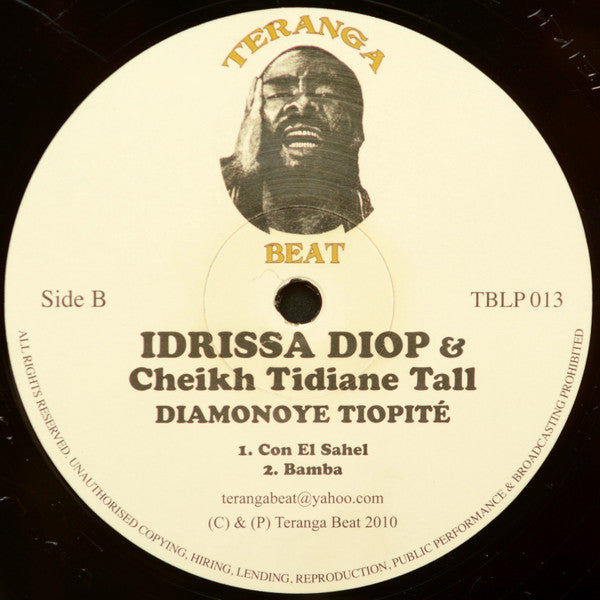 TERANGA
BEAT
Side B
TBLP 013
IDRISSA DIOP &
Cheikh Tidiane Tall
DIAMONOYE TIOPITÉ
1. Con El Sahel
2. Bamba
terangabeat@yahoo.com
(C) & (P) Teranga Beat 2010
ALL RIGHTS RESERVED. UNAUTHORISED COPYING, HIRING, LENDING, REPRODUCTION, PUBLIC PERFORMANCE & BROADCASTING PROHIBITED